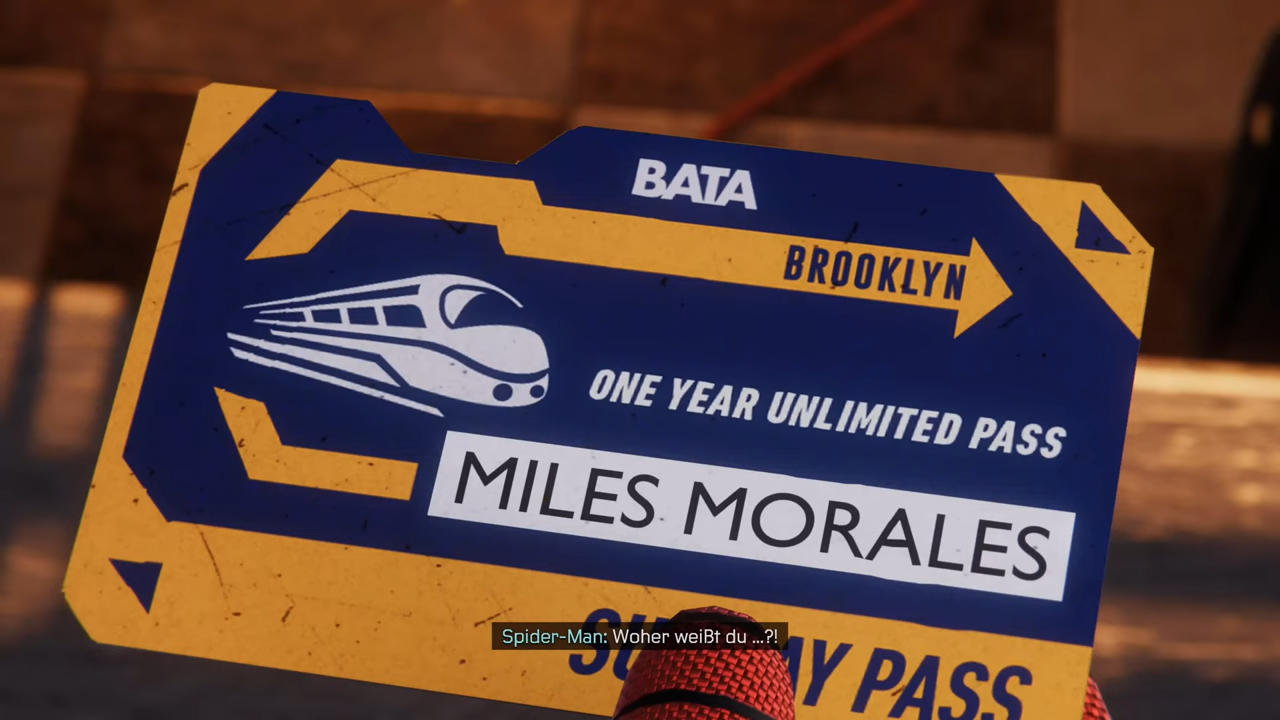 BATA
BROOKLYN
ONE YEAR UNLIMITED PASS
MILES MORALES
PASS
Spider-Man: Woher weißt du ...?!